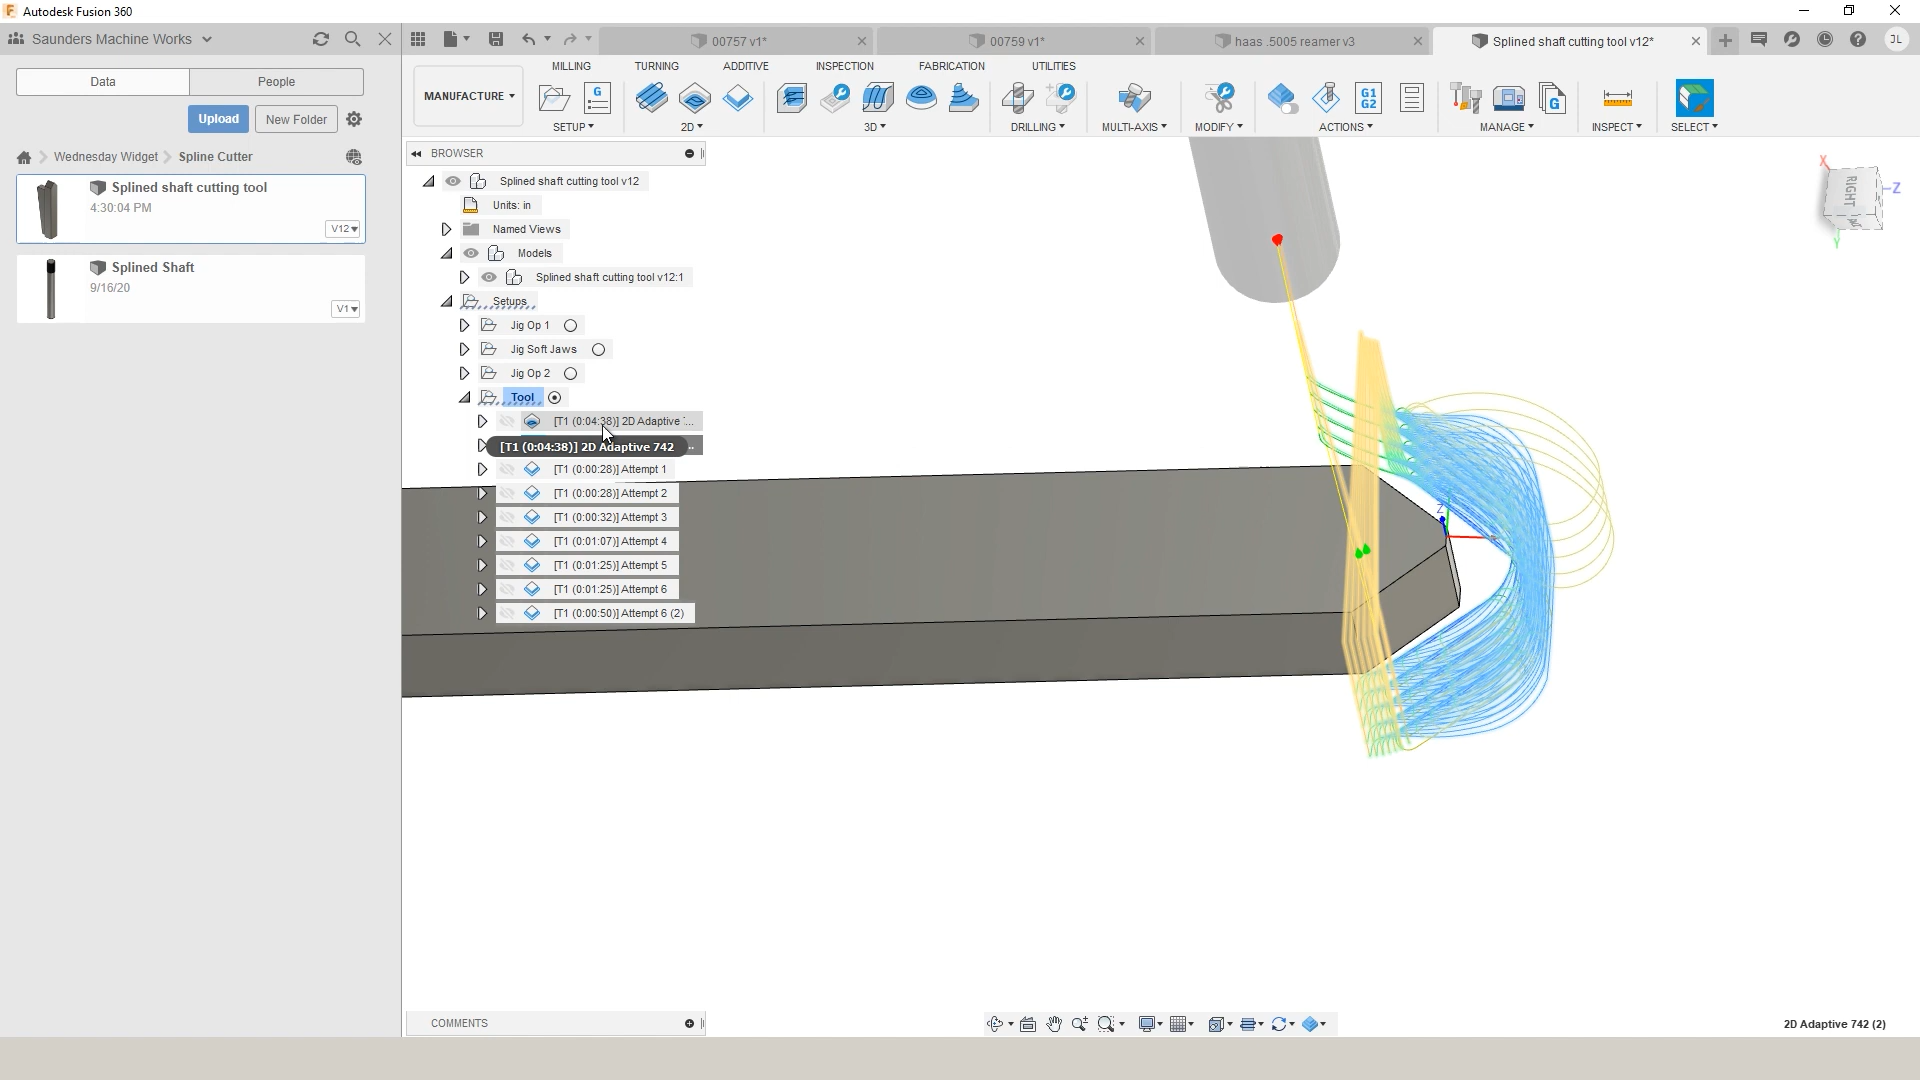 Autodesk Fusion 360
Saunders Machine Works
00757 v1*
00759 v1*
haas .5005 reamer v3
Splined shaft cutting tool v12*
JL
Data
People
Upload
New Folder
Wednesday Widget
Spline Cutter
Splined shaft cutting tool
4:30:04 PM
V12
Splined Shaft
9/16/20
V1
MANUFACTURE
MILLING
TURNING
ADDITIVE
INSPECTION
FABRICATION
UTILITIES
G
G1
G2
G
SETUP
2D
3D
DRILLING
MULTI-AXIS
MODIFY
ACTIONS
MANAGE
INSPECT
SELECT
BROWSER
Splined shaft cutting tool v12
Units: in
Named Views
Models
Splined shaft cutting tool v12:1
Setups
Jig Op 1
Jig Soft Jaws
Jig Op 2
Tool
[T1 (0:04:38)] 2D Adaptive ...
[T1 (0:04:38)] 2D Adaptive 742
[T1 (0:00:28)] Attempt 1
[T1 (0:00:28)] Attempt 2
[T1 (0:00:32)] Attempt 3
[T1 (0:01:07)] Attempt 4
[T1 (0:01:25)] Attempt 5
[T1 (0:01:25)] Attempt 6
[T1 (0:00:50)] Attempt 6 (2)
X
RIGHT
Z
Y
Z
COMMENTS
2D Adaptive 742 (2)